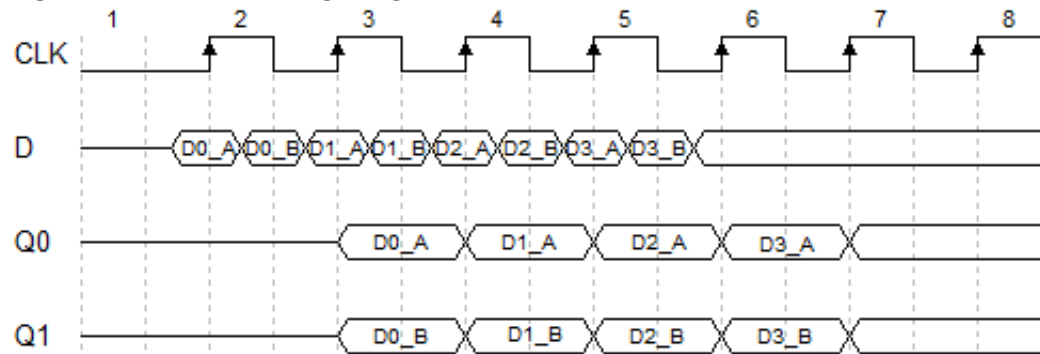 1 2 3 4 5 6 7 8
CLK
D D0_A D0_B D1_A D1_B D2_A D2_B D3_A D3_B
Q0 D0_A D1_A D2_A D3_A
Q1 D0_B D1_B D2_B D3_B